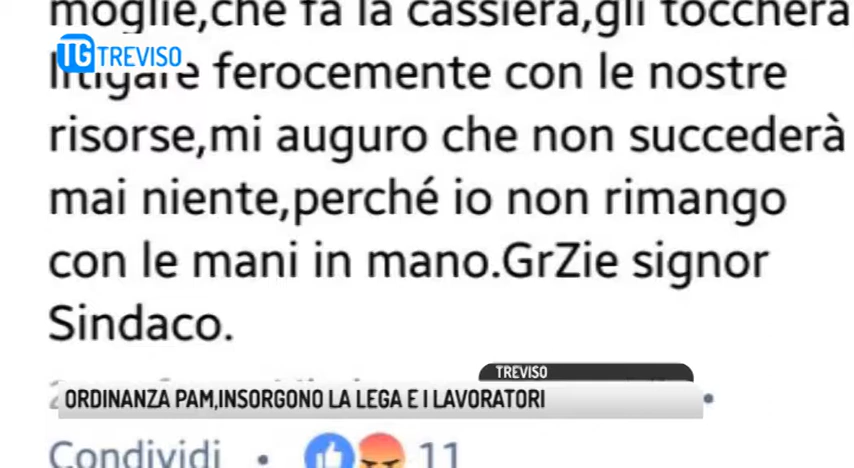 moglie,che fa la cassiera,gli toccherà
TG TREVISO
litigare ferocemente con le nostre
risorse,mi auguro che non succederà
mai niente,perché io non rimango
con le mani in mano.GrZie signor
Sindaco.
TREVISO
ORDINANZA PAM,INSORGONO LA LEGA E I LAVORATORI
Condividi • 11